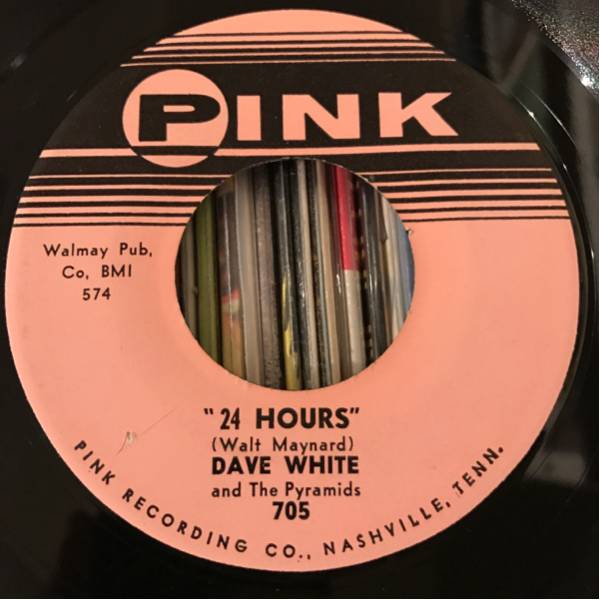 PINK
Walmay Pub,
Co, BMI
574
"24 HOURS"
(Walt Maynard)
DAVE WHITE
and The Pyramids
705
PINK RECORDING CO., NASHVILLE, TENN.